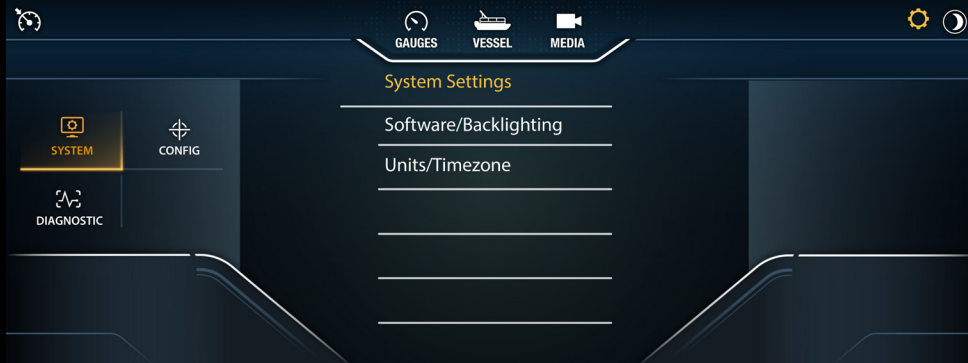 GAUGES VESSEL MEDIA
System Settings
Software/Backlighting
Units/Timezone
SYSTEM CONFIG
DIAGNOSTIC